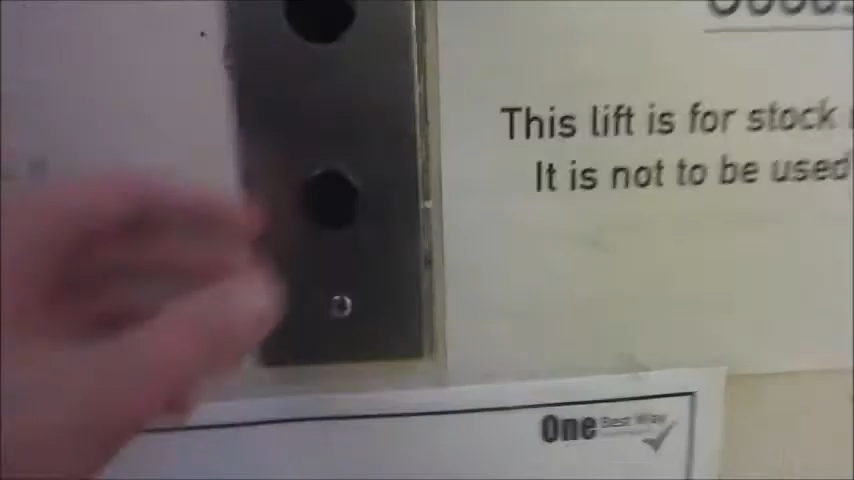 This lift is for stock
It is not to be used
One Best Way